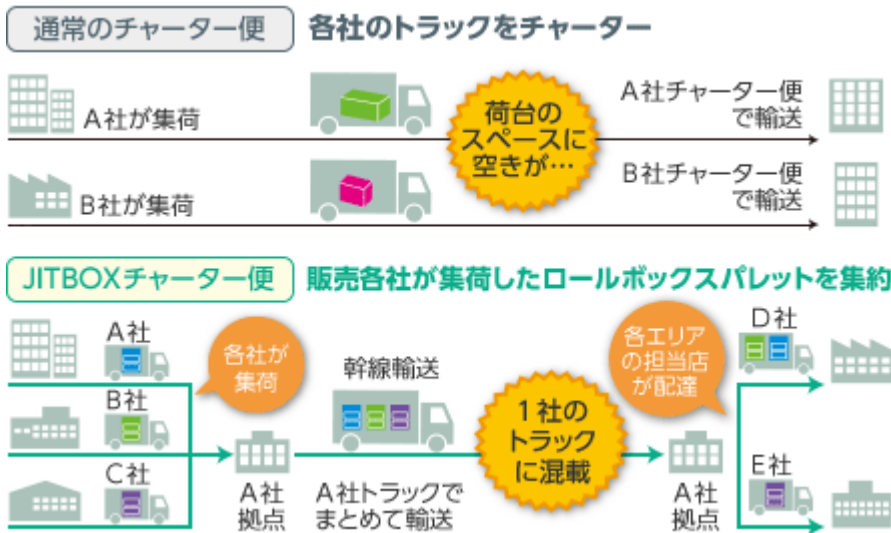 通常のチャーター便
各社のトラックをチャーター
A社が集荷
荷台の
スペースに
空きが…
A社チャーター便
で輸送
B社が集荷
B社チャーター便
で輸送
JITBOXチャーター便
販売各社が集荷したロールボックスパレットを集約
A社
B社
C社
各社が
集荷
A社
拠点
幹線輸送
A社トラックで
まとめて輸送
1社の
トラック
に混載
各エリア
の担当店
が配達
A社
拠点
D社
E社